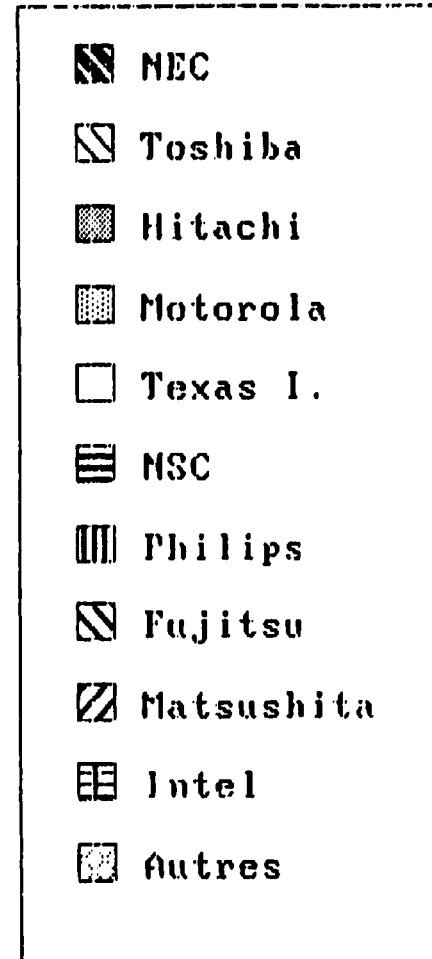 NEC
Toshiba
Hitachi
Motorola
Texas I.
NSC
Philips
Fujitsu
Matsushita
Intel
Autres